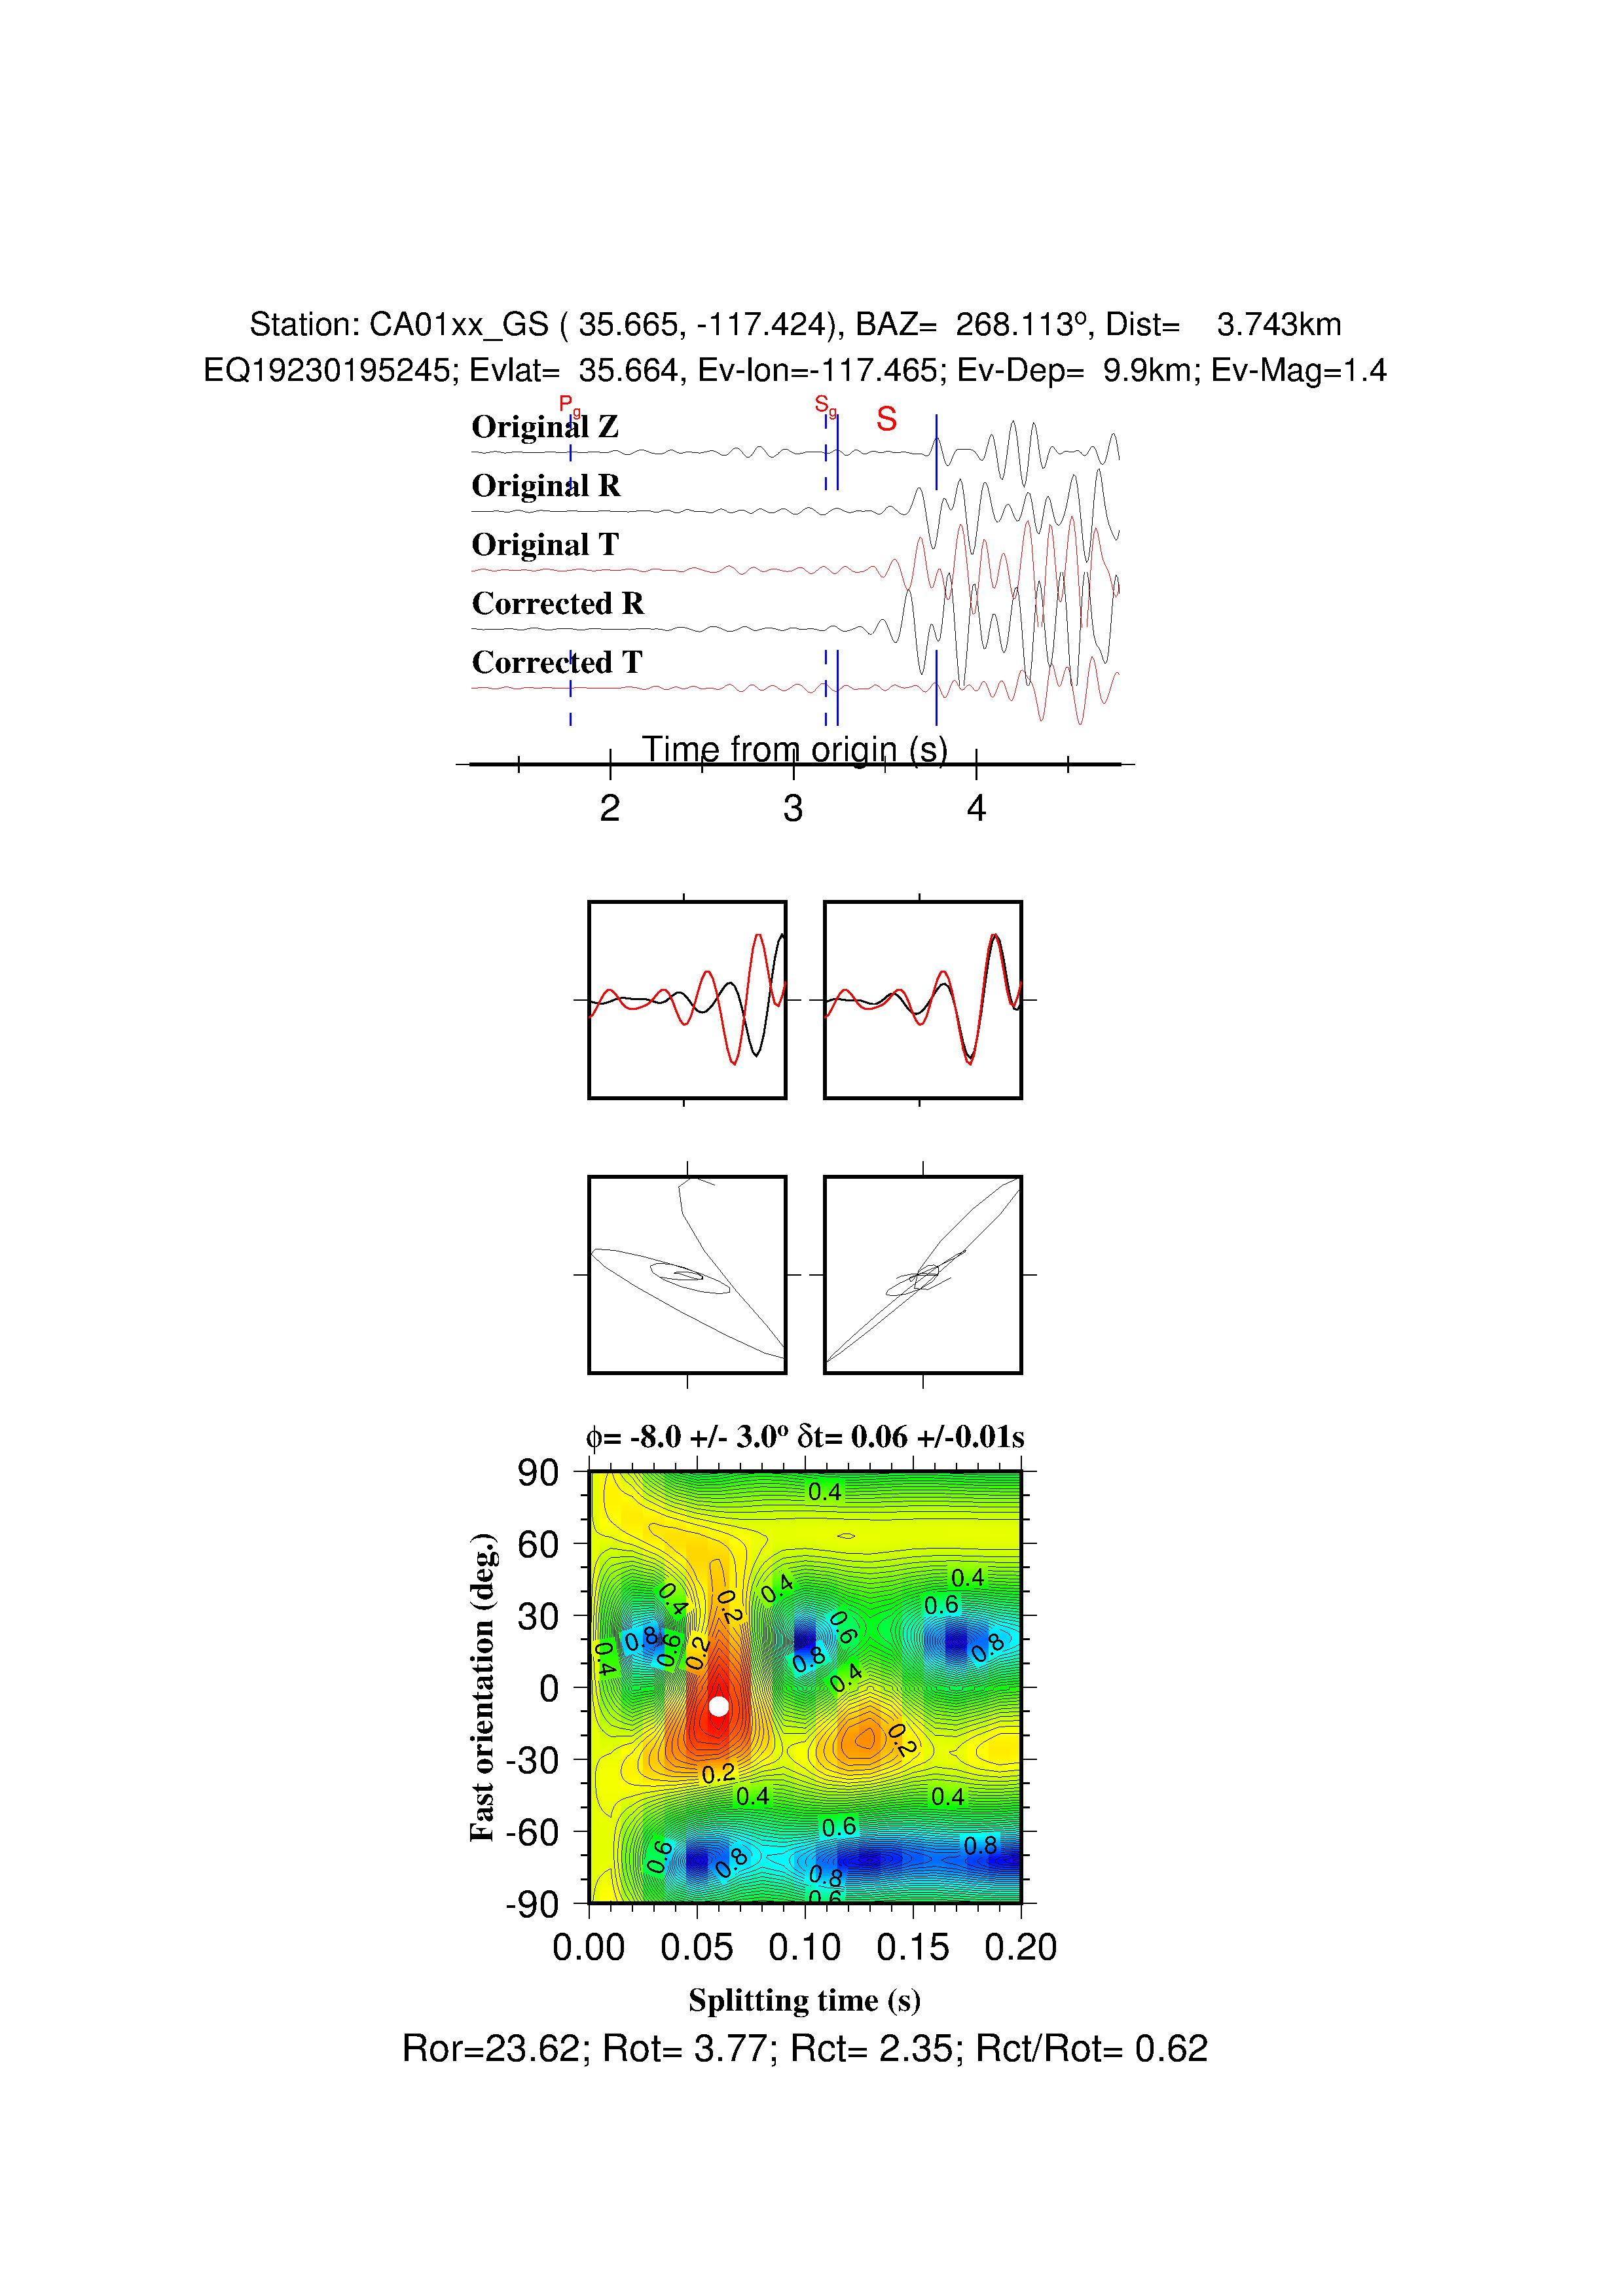 Station: CA01xx_GS ( 35.665, -117.424), BAZ= 268.113º, Dist= 3.743km
EQ19230195245; Evlat= 35.664, Ev-lon=-117.465; Ev-Dep= 9.9km; Ev-Mag=1.4
Pg Sg S
Original Z
Original R
Original T
Corrected R
Corrected T
Time from origin (s)
2 3 4
ϕ= -8.0 +/- 3.0º δt= 0.06 +/-0.01s
Fast orientation (deg.)
90
60
30
0
-30
-60
-90
0.4
0.4 0.2 0.4 0.4
0.6
0.4 0.8 0.6 0.2 0.8 0.6 0.8
0.4
0.2
0.2
0.4 0.4
0.6
0.6 0.8 0.8 0.8
0.6
0.00 0.05 0.10 0.15 0.20
Splitting time (s)
Ror=23.62; Rot= 3.77; Rct= 2.35; Rct/Rot= 0.62